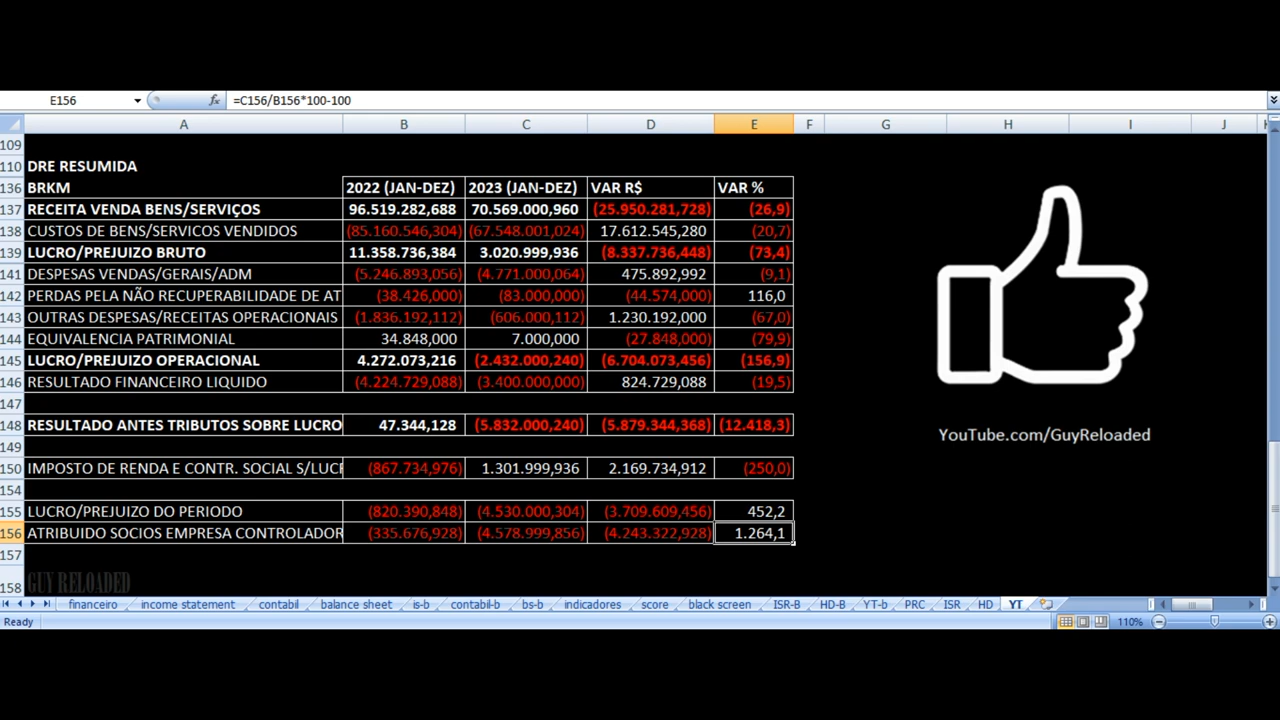 E156 fx =C156/B156*100-100
A B C D E F G H I J
109
110 DRE RESUMIDA
136 BRKM 2022 (JAN-DEZ) 2023 (JAN-DEZ) VAR R$ VAR %
137 RECEITA VENDA BENS/SERVIÇOS 96.519.282,688 70.569.000,960 (25.950.281,728) (26,9)
138 CUSTOS DE BENS/SERVICOS VENDIDOS (85.160.546,304) (67.548.001,024) 17.612.545,280 (20,7)
139 LUCRO/PREJUIZO BRUTO 11.358.736,384 3.020.999,936 (8.337.736,448) (73,4)
141 DESPESAS VENDAS/GERAIS/ADM (5.246.893,056) (4.771.000,064) 475.892,992 (9,1)
142 PERDAS PELA NÃO RECUPERABILIDADE DE AT (38.426,000) (83.000,000) (44.574,000) 116,0
143 OUTRAS DESPESAS/RECEITAS OPERACIONAIS (1.836.192,112) (606.000,112) 1.230.192,000 (67,0)
144 EQUIVALENCIA PATRIMONIAL 34.848,000 7.000,000 (27.848,000) (79,9)
145 LUCRO/PREJUIZO OPERACIONAL 4.272.073,216 (2.432.000,240) (6.704.073,456) (156,9)
146 RESULTADO FINANCEIRO LIQUIDO (4.224.729,088) (3.400.000,000) 824.729,088 (19,5)
147
148 RESULTADO ANTES TRIBUTOS SOBRE LUCRO 47.344,128 (5.832.000,240) (5.879.344,368) (12.418,3)
149
150 IMPOSTO DE RENDA E CONTR. SOCIAL S/LUCR (867.734,976) 1.301.999,936 2.169.734,912 (250,0)
154
155 LUCRO/PREJUIZO DO PERIODO (820.390,848) (4.530.000,304) (3.709.609,456) 452,2
156 ATRIBUIDO SOCIOS EMPRESA CONTROLADOR (335.676,928) (4.578.999,856) (4.243.322,928) 1.264,1
157
158 GUY RELOADED
YouTube.com/GuyReloaded
financeiro income statement contabil balance sheet is-b contabil-b bs-b indicadores score black screen ISR-B HD-B YT-b PRC ISR HD YT
Ready 110%